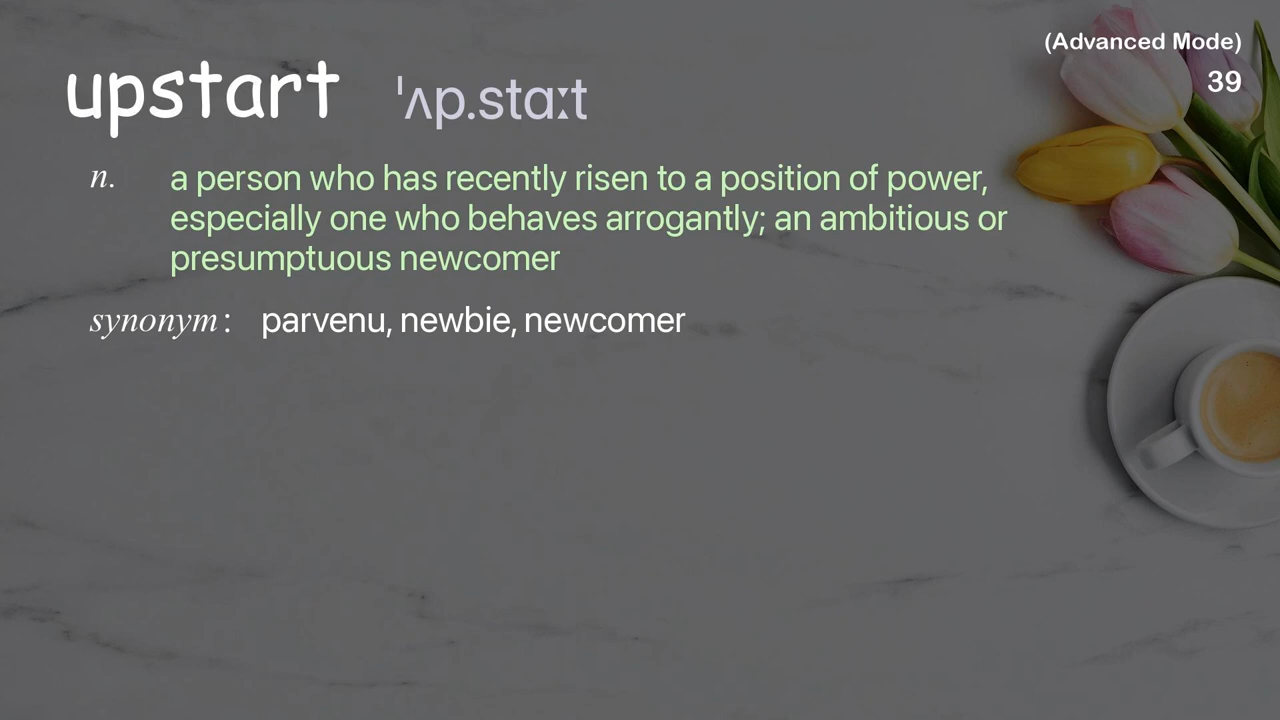 (Advanced Mode)
39
upstart ˈʌp.stɑːt
n. a person who has recently risen to a position of power,
especially one who behaves arrogantly; an ambitious or
presumptuous newcomer
synonym : parvenu, newbie, newcomer